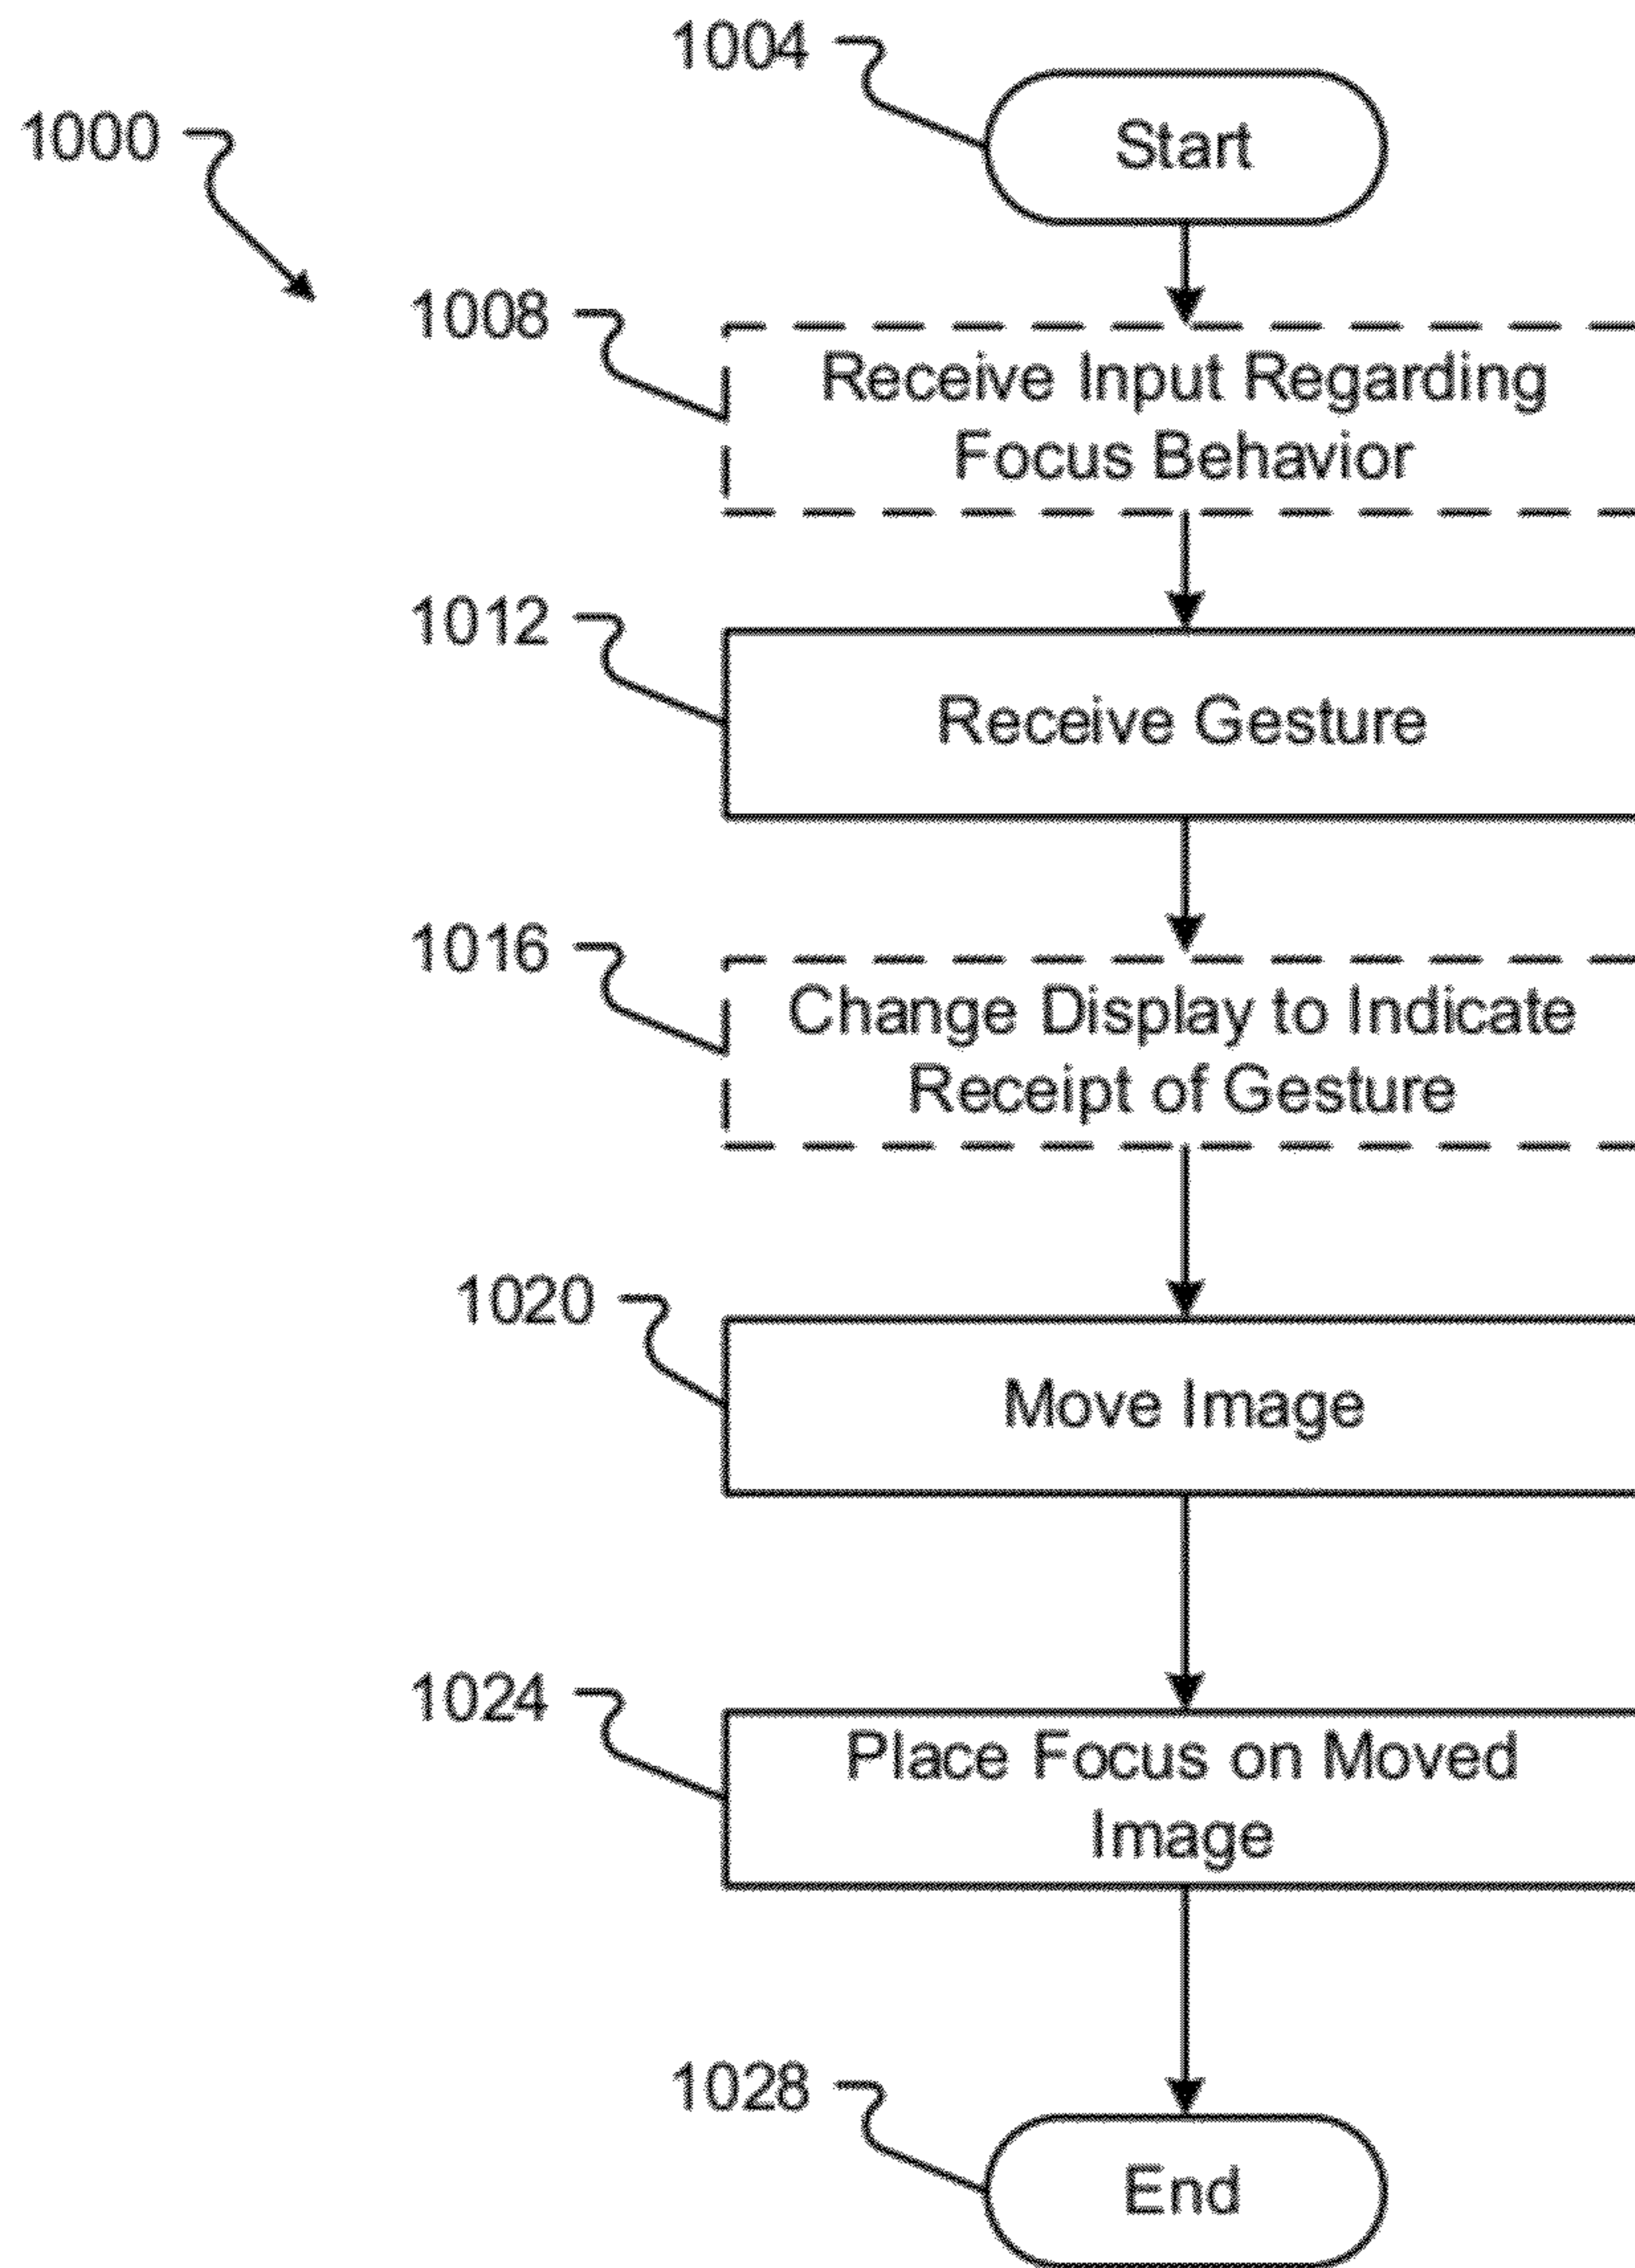 1004
Start
1000
1008
Receive Input Regarding
Focus Behavior
1012
Receive Gesture
1016
Change Display to Indicate
Receipt of Gesture
1020
Move Image
1024
Place Focus on Moved
Image
1028
End